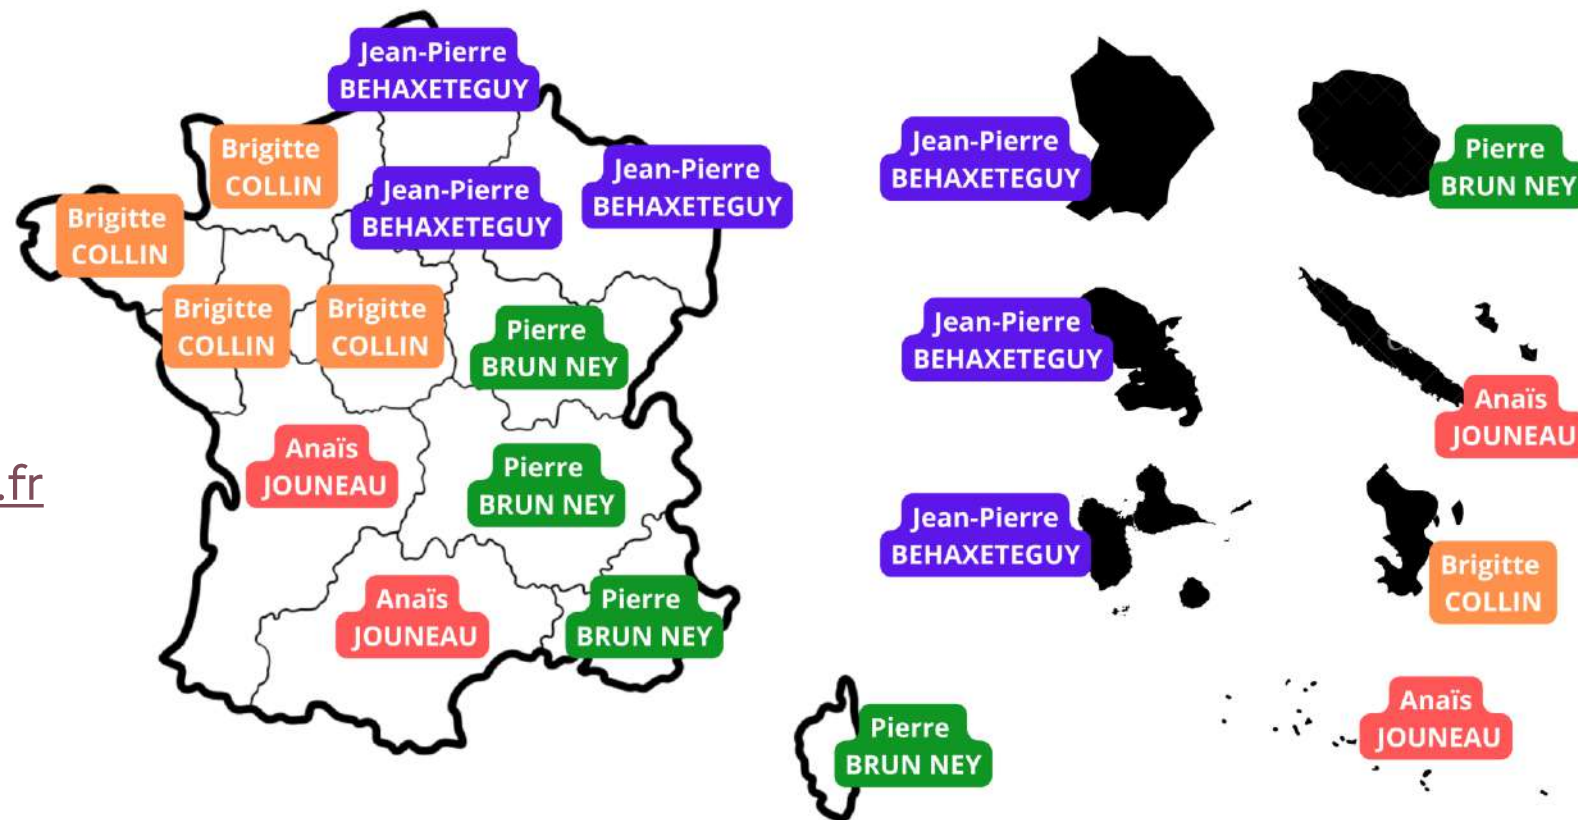 Jean-Pierre
BEHAXETEGUY
Brigitte
COLLIN
Jean-Pierre
BEHAXETEGUY
Jean-Pierre
BEHAXETEGUY
Brigitte
COLLIN
Brigitte
COLLIN
Brigitte
COLLIN
Pierre
BRUN NEY
Anaïs
JOUNEAU
Pierre
BRUN NEY
.fr
Anaïs
JOUNEAU
Pierre
BRUN NEY
Pierre
BRUN NEY
Jean-Pierre
BEHAXETEGUY
Pierre
BRUN NEY
Jean-Pierre
BEHAXETEGUY
Anaïs
JOUNEAU
Jean-Pierre
BEHAXETEGUY
Brigitte
COLLIN
Anaïs
JOUNEAU